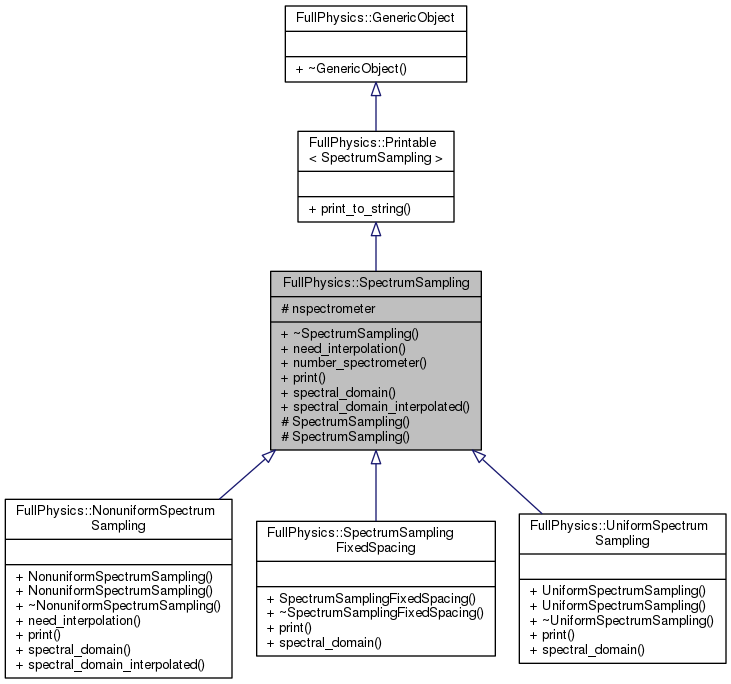 FullPhysics::GenericObject
+ ~GenericObject()
FullPhysics::Printable
< SpectrumSampling >
+ print_to_string()
FullPhysics::SpectrumSampling
# nspectrometer
+ ~SpectrumSampling()
+ need_interpolation()
+ number_spectrometer()
+ print()
+ spectral_domain()
+ spectral_domain_interpolated()
# SpectrumSampling()
# SpectrumSampling()
FullPhysics::NonuniformSpectrum
Sampling
+ NonuniformSpectrumSampling()
+ NonuniformSpectrumSampling()
+ ~NonuniformSpectrumSampling()
+ need_interpolation()
+ print()
+ spectral_domain()
+ spectral_domain_interpolated()
FullPhysics::SpectrumSampling
FixedSpacing
+ SpectrumSamplingFixedSpacing()
+ ~SpectrumSamplingFixedSpacing()
+ print()
+ spectral_domain()
FullPhysics::UniformSpectrum
Sampling
+ UniformSpectrumSampling()
+ UniformSpectrumSampling()
+ ~UniformSpectrumSampling()
+ print()
+ spectral_domain()